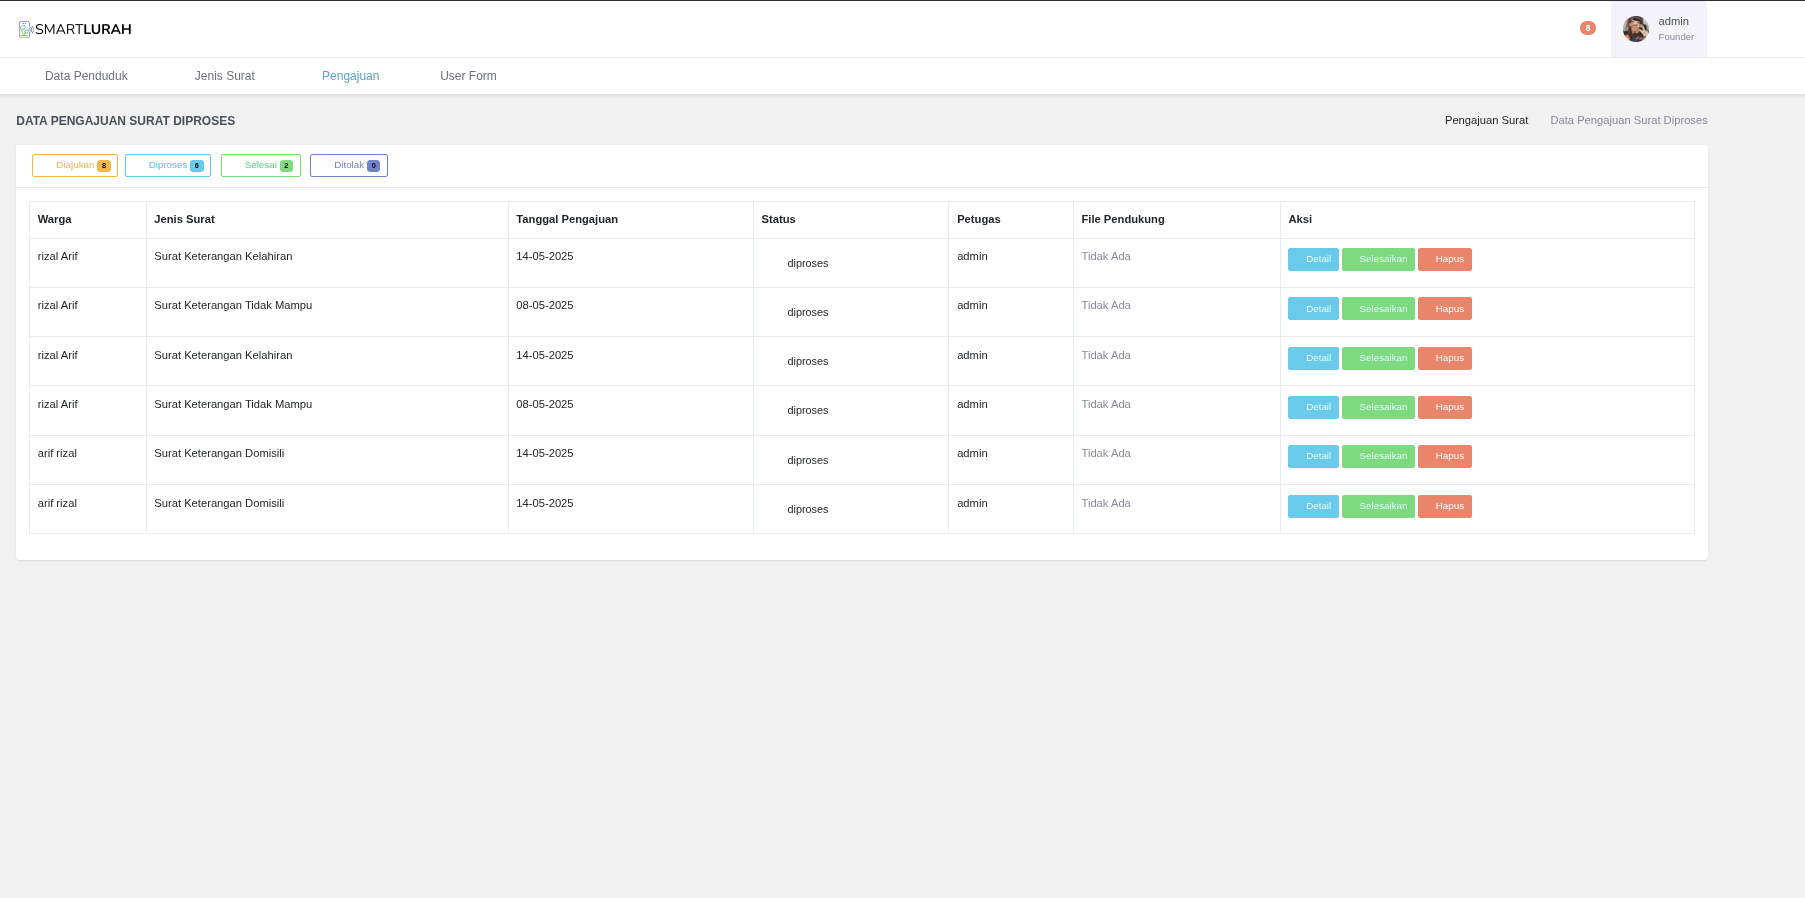 SMARTLURAH
8
admin
Founder
Data Penduduk Jenis Surat Pengajuan User Form
DATA PENGAJUAN SURAT DIPROSES
Pengajuan Surat Data Pengajuan Surat Diproses
Diajukan 8 Diproses 6 Selesai 2 Ditolak 0
Warga Jenis Surat Tanggal Pengajuan Status Petugas File Pendukung Aksi
rizal Arif Surat Keterangan Kelahiran 14-05-2025 diproses admin Tidak Ada Detail Selesaikan Hapus
rizal Arif Surat Keterangan Tidak Mampu 08-05-2025 diproses admin Tidak Ada Detail Selesaikan Hapus
rizal Arif Surat Keterangan Kelahiran 14-05-2025 diproses admin Tidak Ada Detail Selesaikan Hapus
rizal Arif Surat Keterangan Tidak Mampu 08-05-2025 diproses admin Tidak Ada Detail Selesaikan Hapus
arif rizal Surat Keterangan Domisili 14-05-2025 diproses admin Tidak Ada Detail Selesaikan Hapus
arif rizal Surat Keterangan Domisili 14-05-2025 diproses admin Tidak Ada Detail Selesaikan Hapus